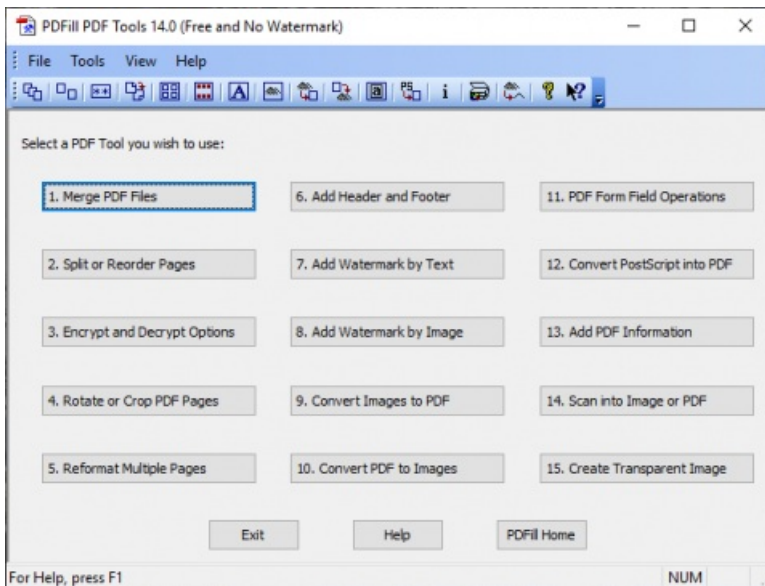 PDFill PDF Tools 14.0 (Free and No Watermark)
File Tools View Help
Select a PDF Tool you wish to use:
1. Merge PDF Files
2. Split or Reorder Pages
3. Encrypt and Decrypt Options
4. Rotate or Crop PDF Pages
5. Reformat Multiple Pages
6. Add Header and Footer
7. Add Watermark by Text
8. Add Watermark by Image
9. Convert Images to PDF
10. Convert PDF to Images
11. PDF Form Field Operations
12. Convert PostScript into PDF
13. Add PDF Information
14. Scan into Image or PDF
15. Create Transparent Image
Exit Help PDFill Home
For Help, press F1 NUM